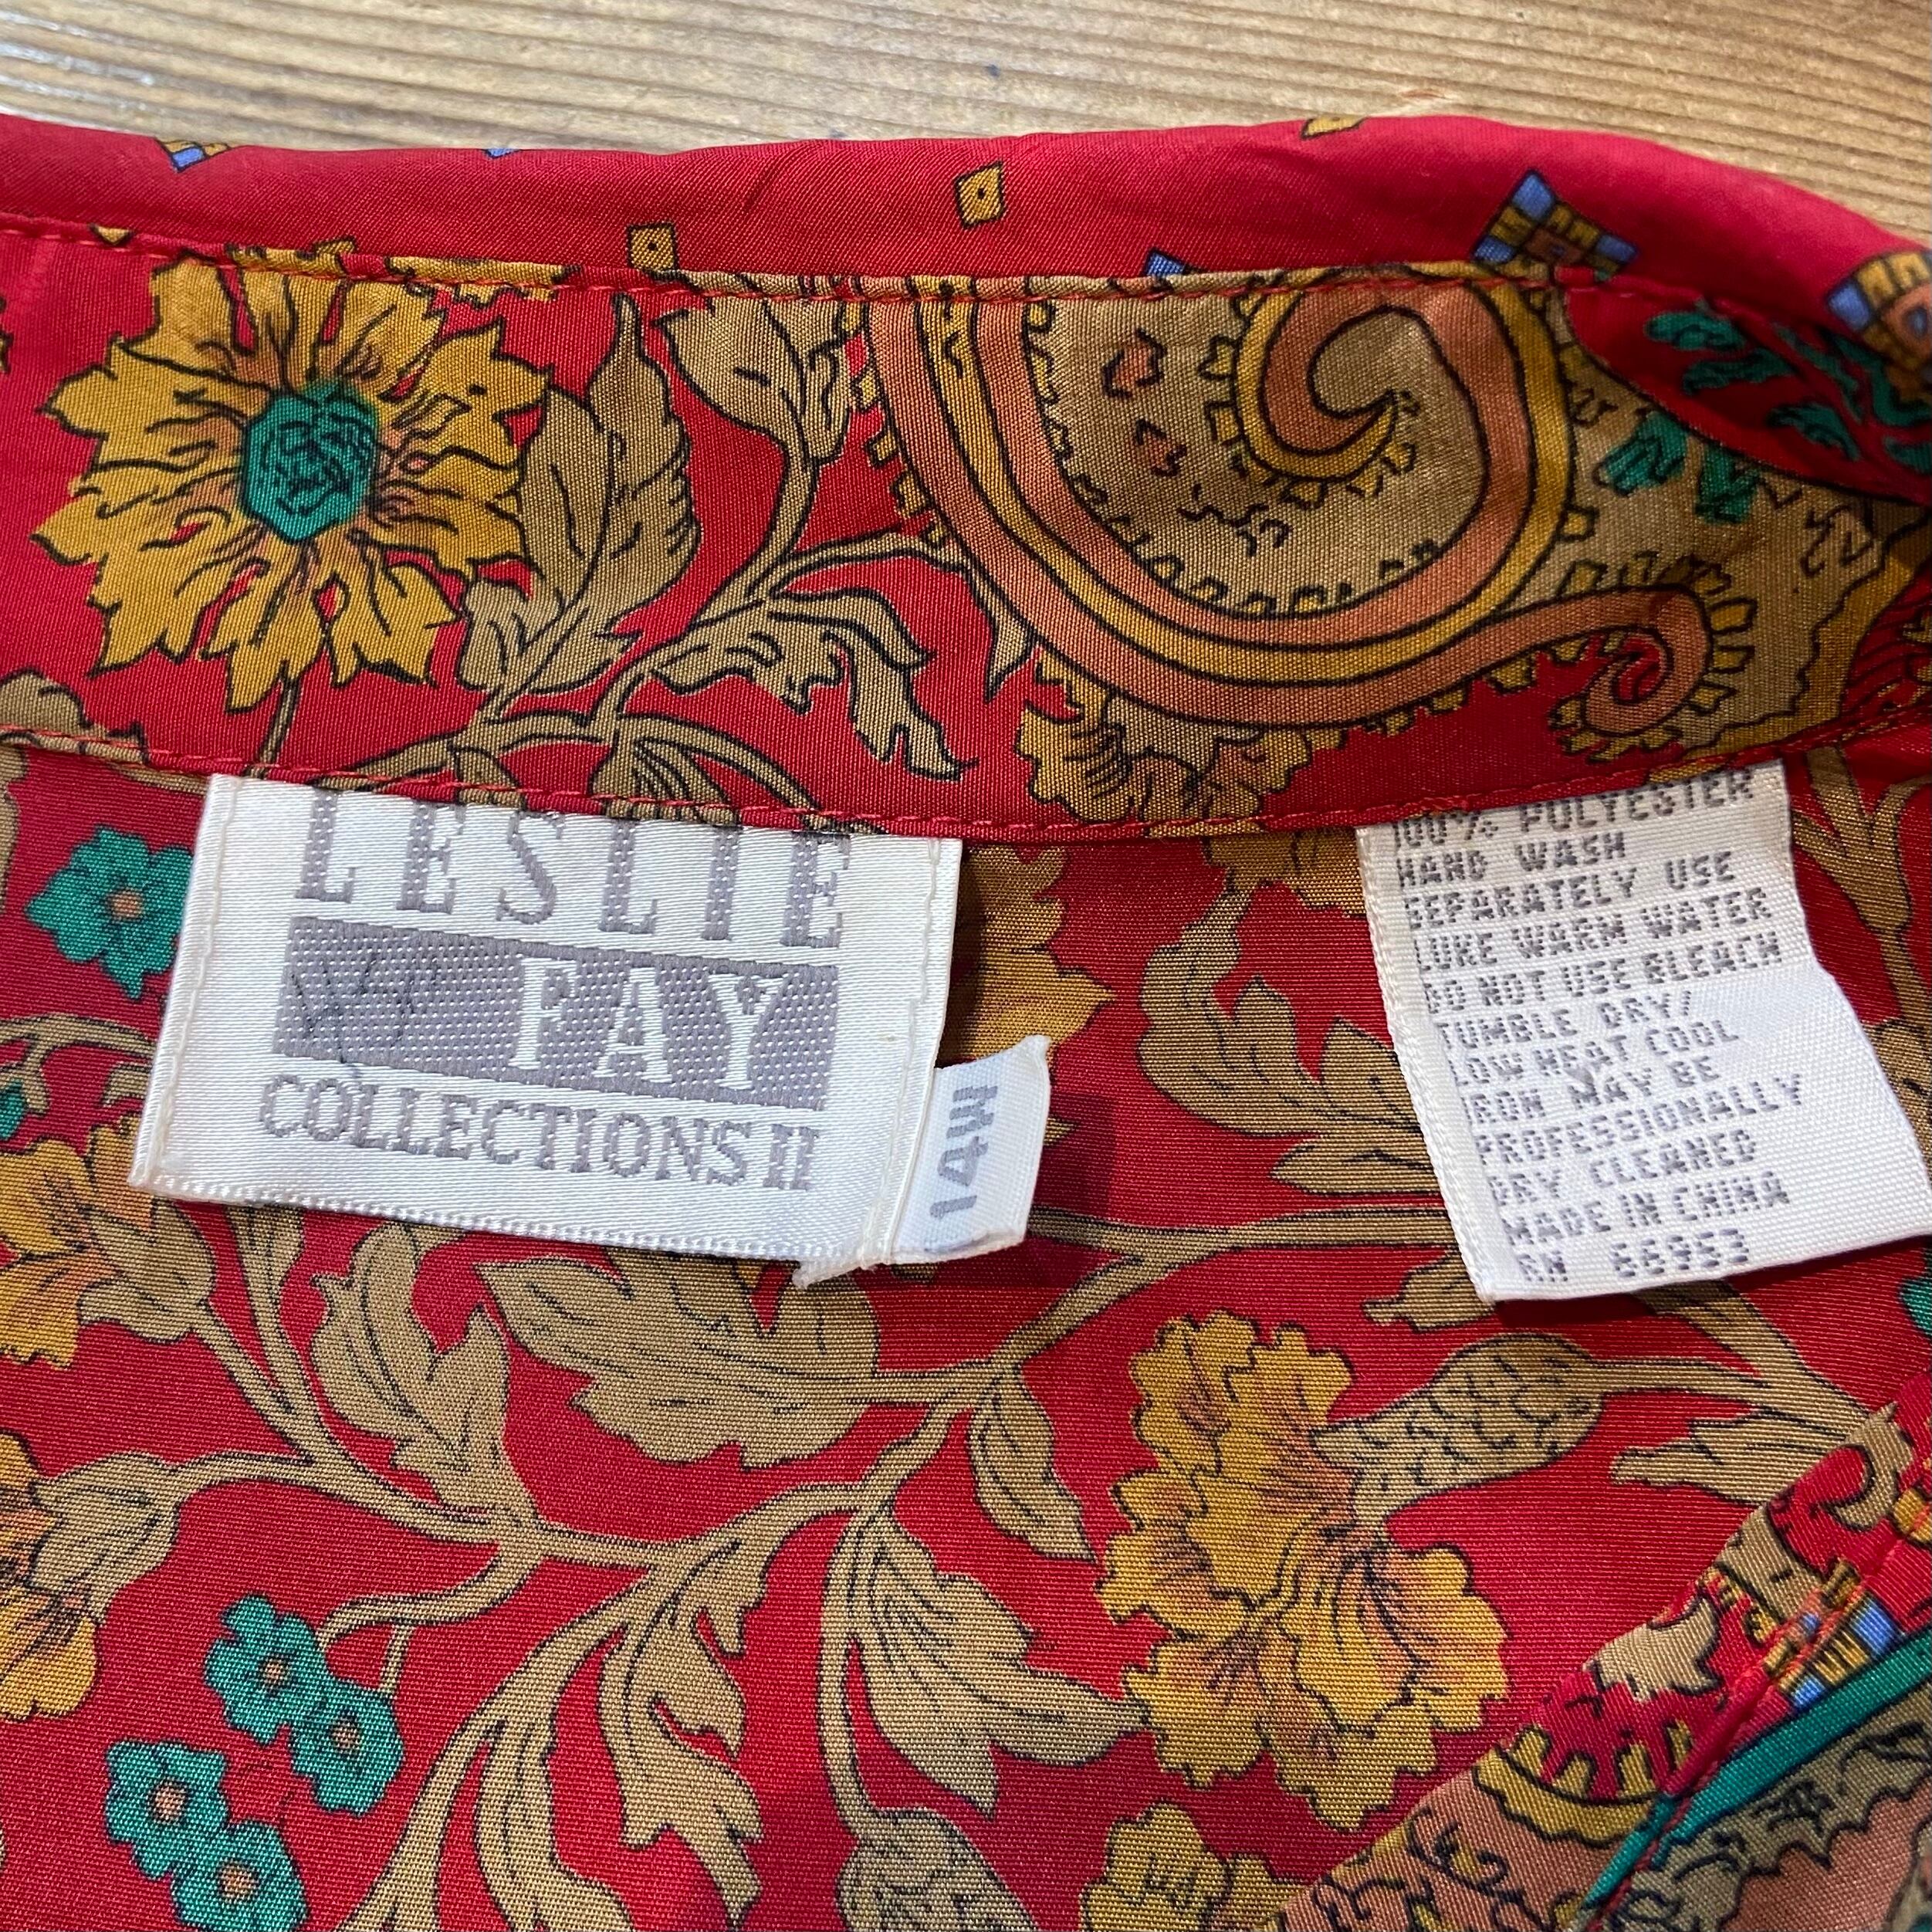 LESLIE
FAY
COLLECTIONS II
14W
100% POLYESTER
HAND WASH
SEPARATELY USE
LUKE WARM WATER
DO NOT USE BLEACH
TUMBLE DRY/
LOW HEAT COOL
IRON MAY BE
PROFESSIONALLY
DRY CLEANED
MADE IN CHINA
RN 56953